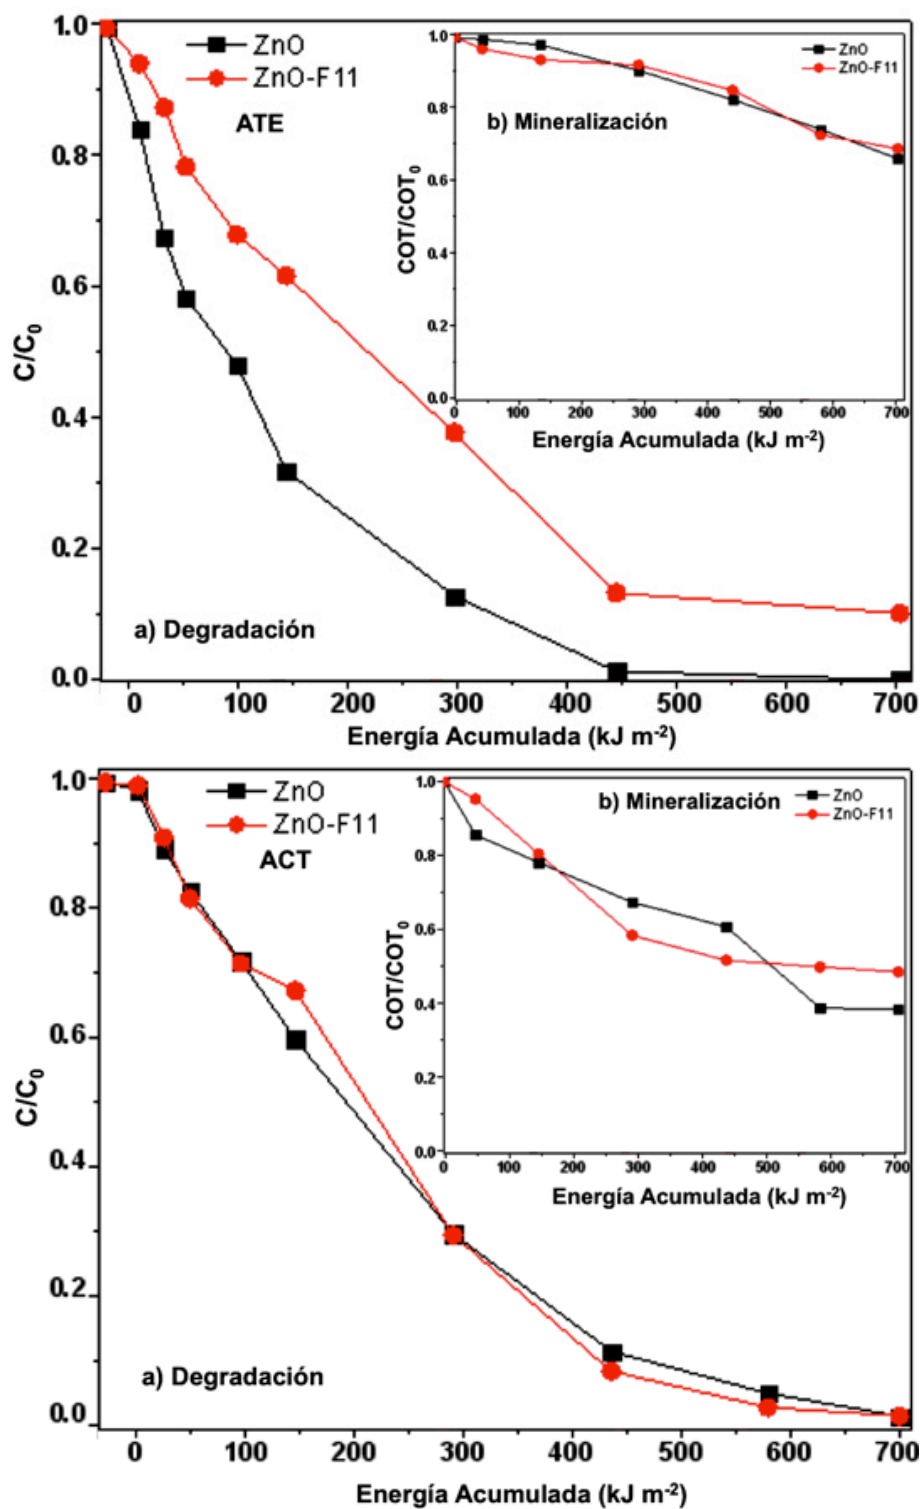 1.0
0.8
0.6
0.4
0.2
0.0
C/C0
ZnO
ZnO-F11
ATE
a) Degradación
0 100 200 300 400 500 600 700
Energía Acumulada (kJ m-2)
1.0
0.8
0.6
0.4
0.2
0.0
COT/COT0
ZnO
ZnO-F11
b) Mineralización
0 100 200 300 400 500 600 700
Energía Acumulada (kJ m-2)
1.0
0.8
0.6
0.4
0.2
0.0
C/C0
ZnO
ZnO-F11
ACT
a) Degradación
0 100 200 300 400 500 600 700
Energía Acumulada (kJ m-2)
1.0
0.8
0.6
0.4
0.2
0.0
COT/COT0
b) Mineralización
ZnO
ZnO-F11
0 100 200 300 400 500 600 700
Energía Acumulada (kJ m-2)